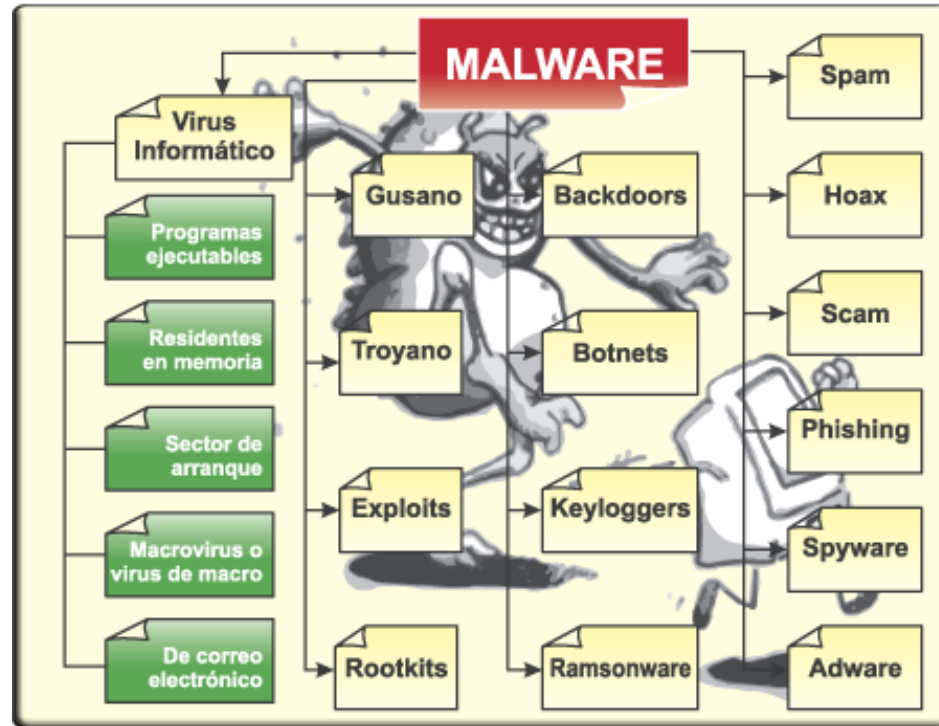 MALWARE
Virus
Informático
Programas
ejecutables
Residentes
en memoria
Sector de
arranque
Macrovirus o
virus de macro
De correo
electrónico
Gusano
Troyano
Exploits
Rootkits
Backdoors
Botnets
Keyloggers
Ramsonware
Spam
Hoax
Scam
Phishing
Spyware
Adware